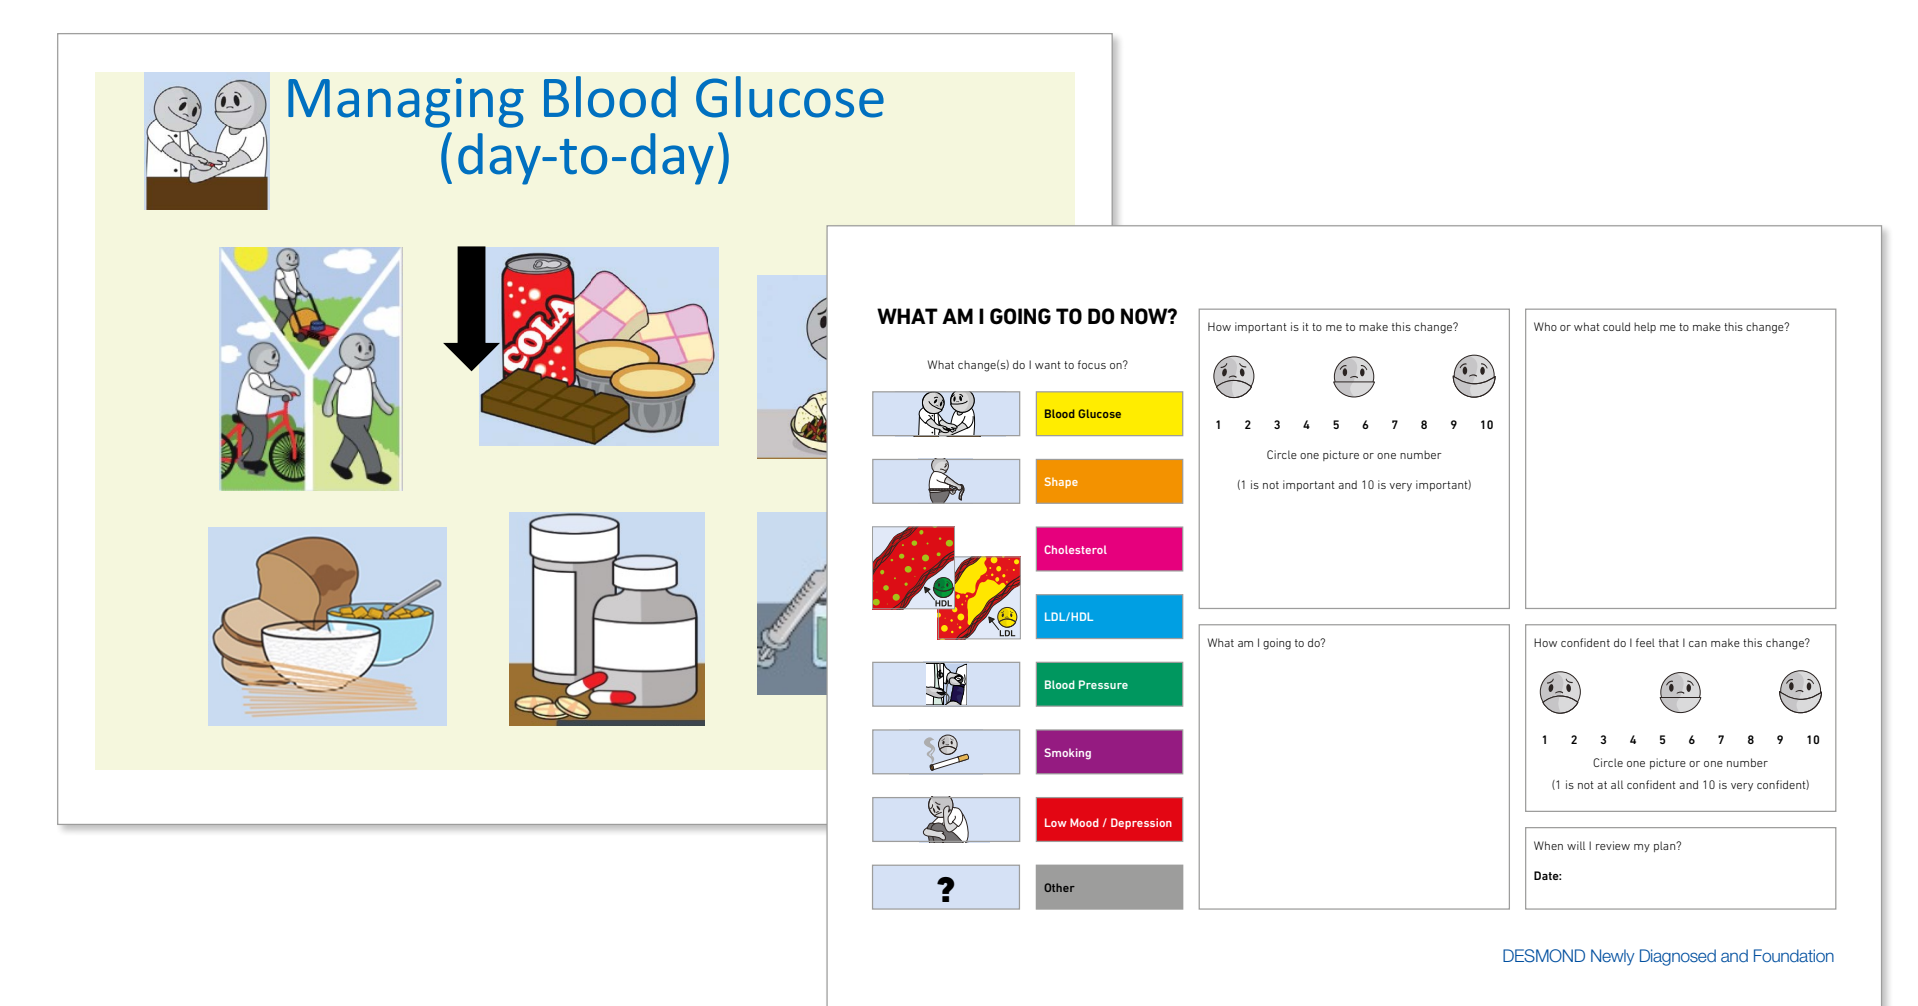 Managing Blood Glucose
(day-to-day)
COLA
WHAT AM I GOING TO DO NOW?
What change(s) do I want to focus on?
Blood Glucose
Shape
Cholesterol
HDL
LDL
LDL/HDL
Blood Pressure
Smoking
Low Mood / Depression
?
Other
How important is it to me to make this change?
1 2 3 4 5 6 7 8 9 10
Circle one picture or one number
(1 is not important and 10 is very important)
Who or what could help me to make this change?
What am I going to do?
How confident do I feel that I can make this change?
1 2 3 4 5 6 7 8 9 10
Circle one picture or one number
(1 is not at all confident and 10 is very confident)
When will I review my plan?
Date:
DESMOND Newly Diagnosed and Foundation